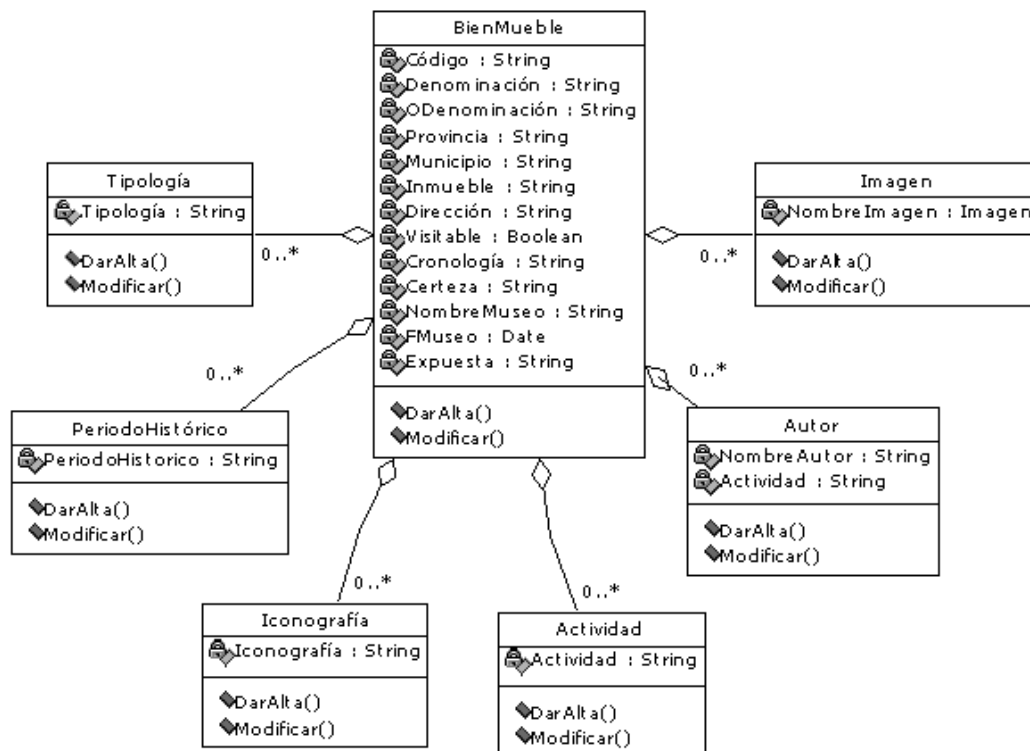 BienMueble
Código : String
Denominación : String
ODenominación : String
Provincia : String
Municipio : String
Inmueble : String
Dirección : String
Visitable : Boolean
Cronología : String
Certeza : String
NombreMuseo : String
FMuseo : Date
Expuesta : String
DarAlta()
Modificar()
Tipología
Tipología : String
DarAlta()
Modificar()
0..*
Imagen
NombreImagen : Imagen
DarAlta()
Modificar()
0..*
PeriodoHistórico
PeriodoHistorico : String
DarAlta()
Modificar()
0..*
Autor
NombreAutor : String
Actividad : String
DarAlta()
Modificar()
0..*
Iconografía
Iconografía : String
DarAlta()
Modificar()
0..*
Actividad
Actividad : String
DarAlta()
Modificar()
0..*